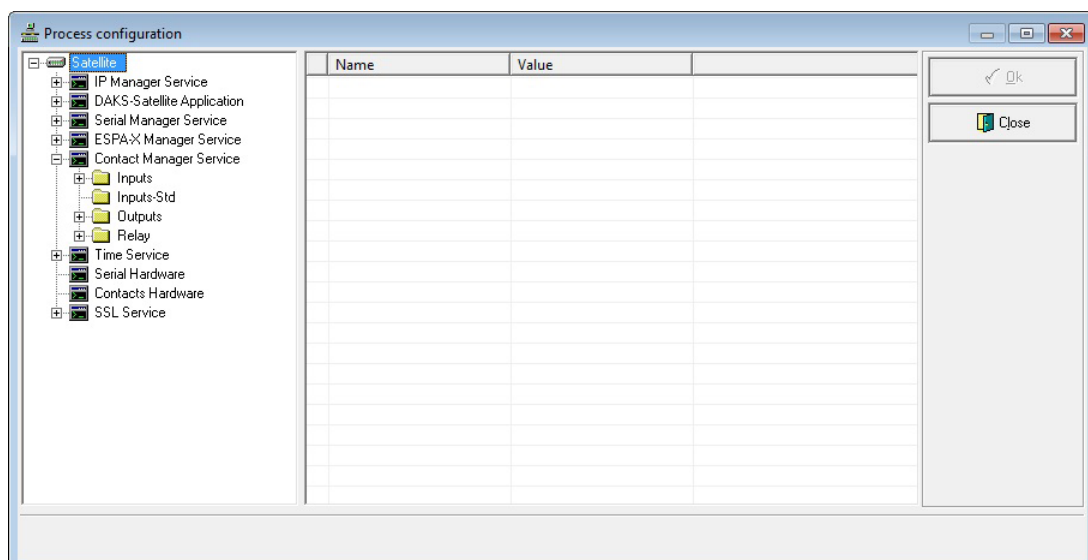 Process configuration
Satellite
IP Manager Service
DAKS-Satellite Application
Serial Manager Service
ESPA-X Manager Service
Contact Manager Service
Inputs
Inputs-Std
Outputs
Relay
Time Service
Serial Hardware
Contacts Hardware
SSL Service
Name Value
Ok
Close